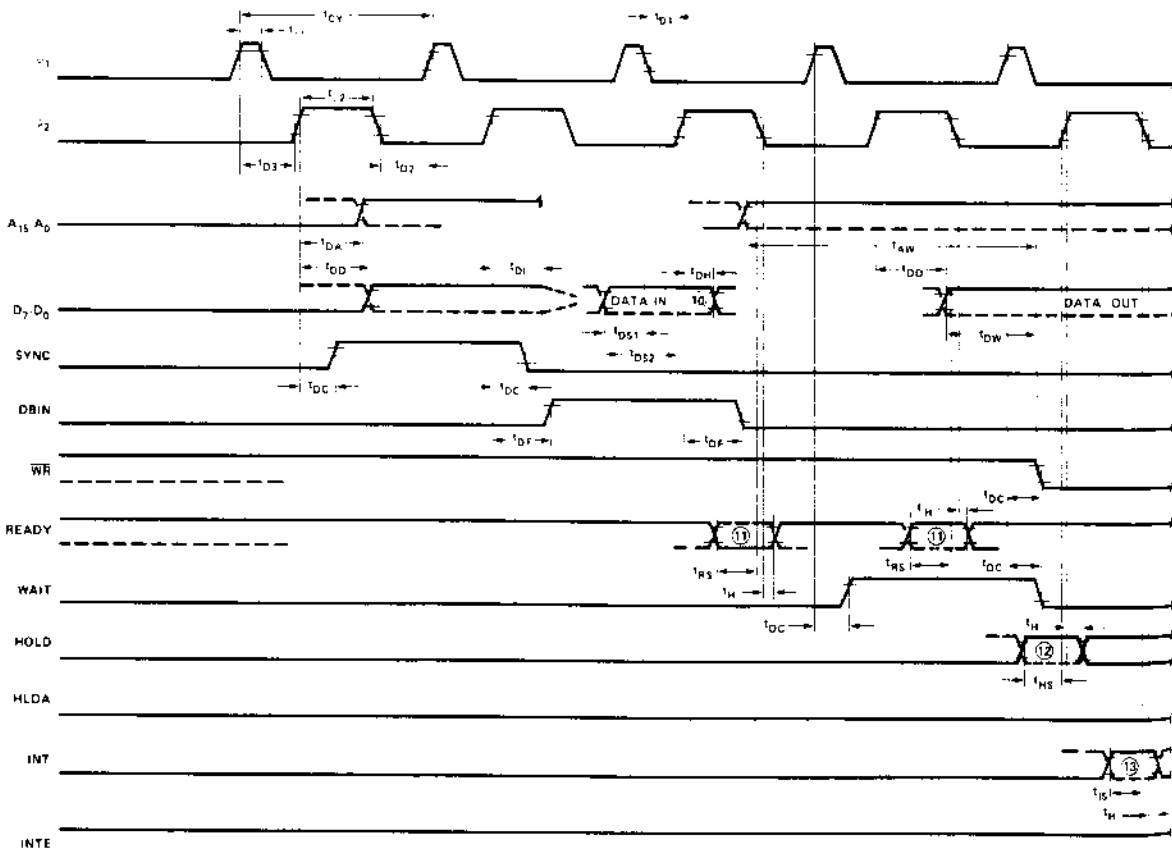 tCY
tD1
t2
tD3
tD2
A15-A0
tDA
tAW
tDD
tDI
tDH
tDD
D7-D0
DATA IN
DATA OUT
tDS1
tDW
SYNC
tDS2
tDC
tDC
DBIN
tDF
tDF
WR
tDC
tH
READY
11
11
tRS
tRS
tDC
WAIT
tH
tDC
tH
HOLD
12
tHS
HLDA
INT
13
tIS
tH
INTE